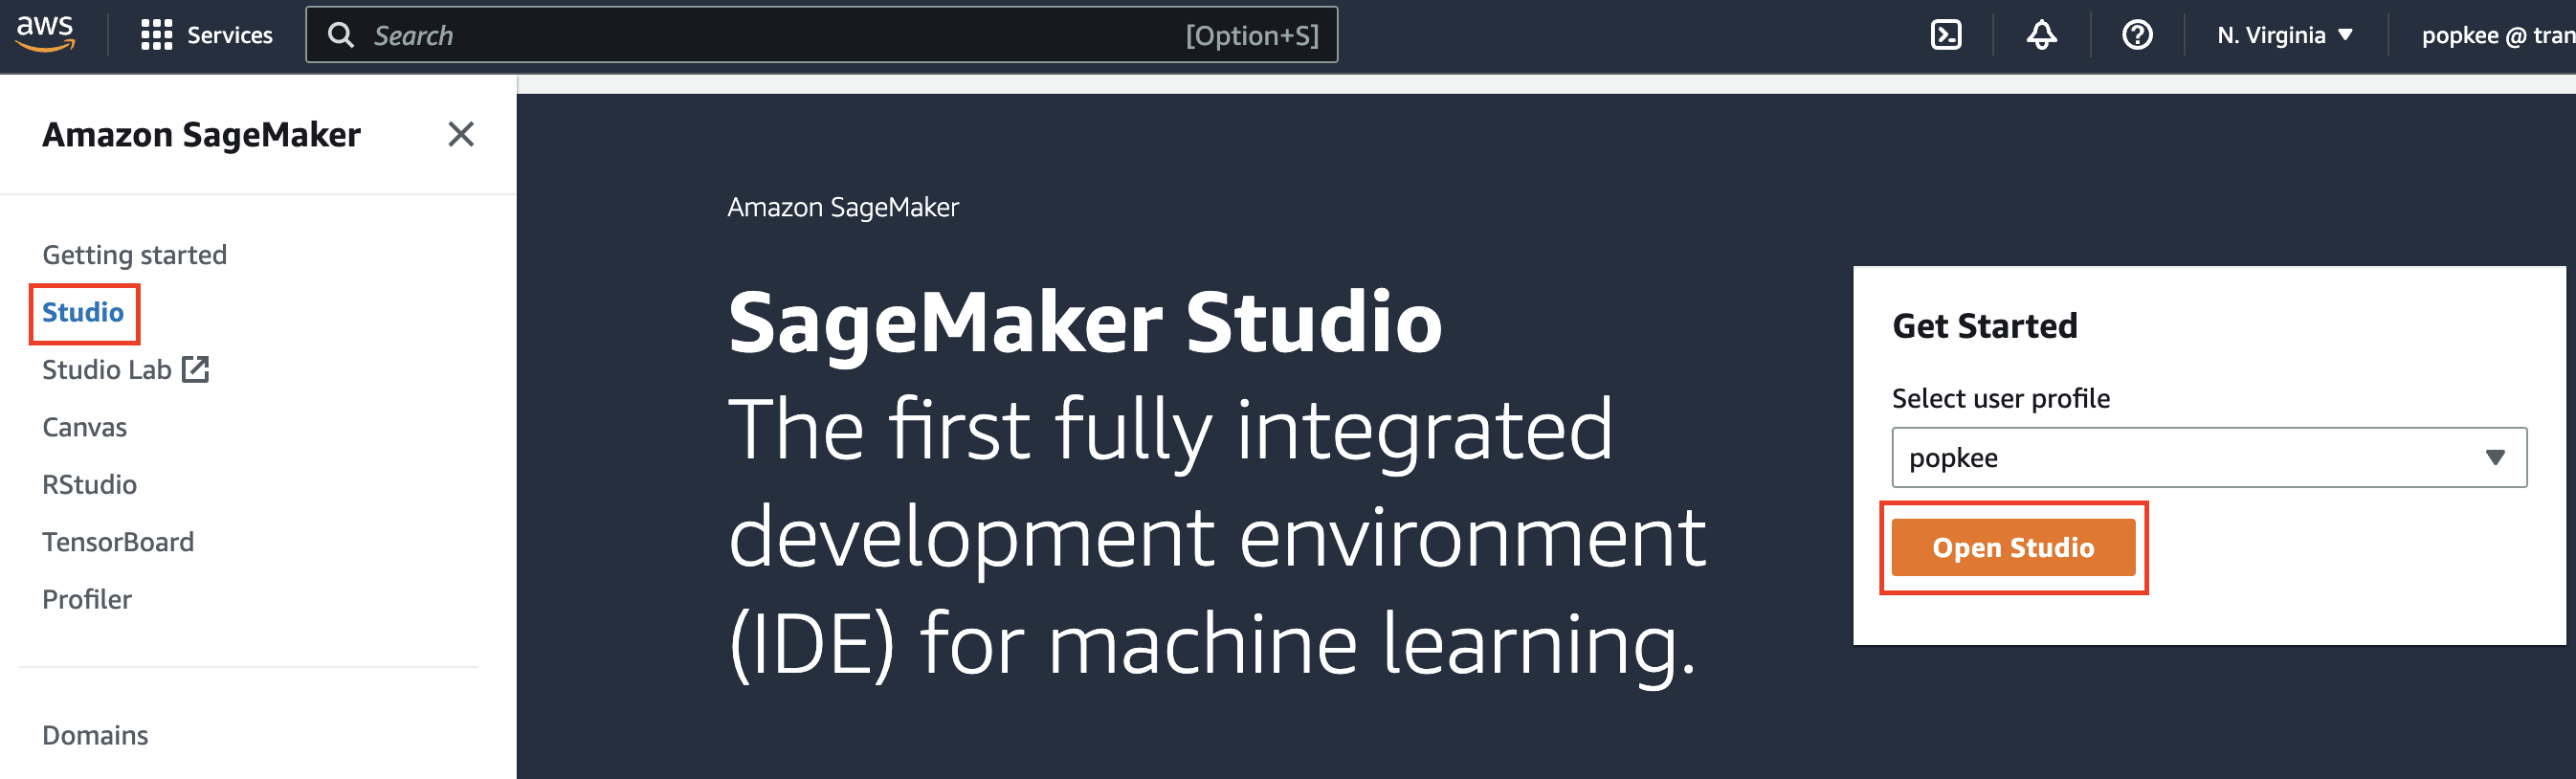 aws
Services
Search
[Option+S]
N. Virginia
popkee @ tran
Amazon SageMaker
Getting started
Studio
Studio Lab
Canvas
RStudio
TensorBoard
Profiler
Domains
Amazon SageMaker
SageMaker Studio
The first fully integrated
development environment
(IDE) for machine learning.
Get Started
Select user profile
popkee
Open Studio